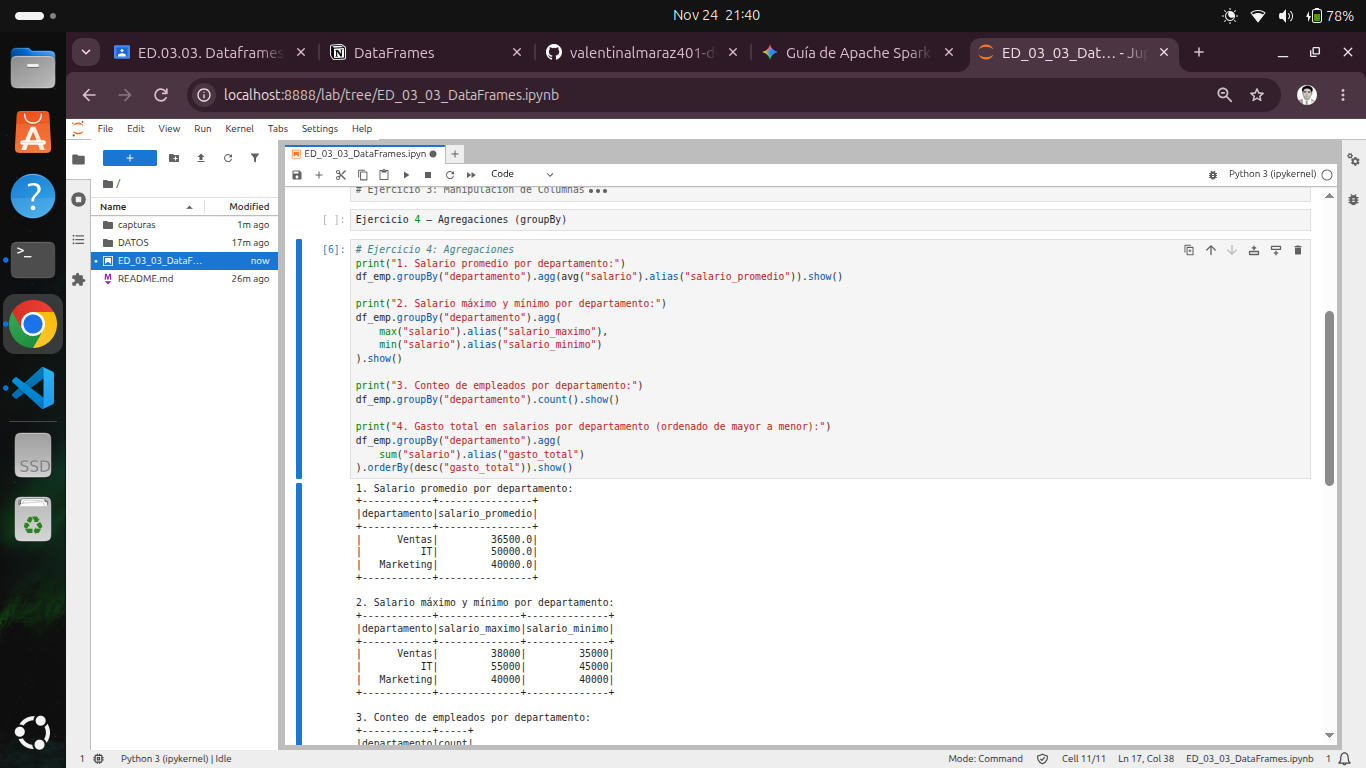 Nov 24 21:40
78%
ED.03.03. DataFrames
DataFrames
valentinalmaraz401-d
Guía de Apache Spark
ED_03_03_Dat… - Jup
localhost:8888/lab/tree/ED_03_03_DataFrames.ipynb
File Edit View Run Kernel Tabs Settings Help
/
Name Modified
capturas 1m ago
DATOS 17m ago
ED_03_03_DataF… now
README.md 26m ago
SSD
ED_03_03_DataFrames.ipyn
Code
Python 3 (ipykernel)
# Ejercicio 3: Manipulación de Columnas
[ ]: Ejercicio 4 — Agregaciones (groupBy)
[6]: # Ejercicio 4: Agregaciones
print("1. Salario promedio por departamento:")
df_emp.groupBy("departamento").agg(avg("salario").alias("salario_promedio")).show()
print("2. Salario máximo y mínimo por departamento:")
df_emp.groupBy("departamento").agg(
    max("salario").alias("salario_maximo"),
    min("salario").alias("salario_minimo")
).show()
print("3. Conteo de empleados por departamento:")
df_emp.groupBy("departamento").count().show()
print("4. Gasto total en salarios por departamento (ordenado de mayor a menor):")
df_emp.groupBy("departamento").agg(
    sum("salario").alias("gasto_total")
).orderBy(desc("gasto_total")).show()
1. Salario promedio por departamento:
+------------+----------------+
|departamento|salario_promedio|
+------------+----------------+
|      Ventas|         36500.0|
|          IT|         50000.0|
|   Marketing|         40000.0|
+------------+----------------+
2. Salario máximo y mínimo por departamento:
+------------+--------------+--------------+
|departamento|salario_maximo|salario_minimo|
+------------+--------------+--------------+
|      Ventas|         38000|         35000|
|          IT|         55000|         45000|
|   Marketing|         40000|         40000|
+------------+--------------+--------------+
3. Conteo de empleados por departamento:
+------------+-----+
|departamento|count|
1 Python 3 (ipykernel) | Idle Mode: Command Cell 11/11 Ln 17, Col 38 ED_03_03_DataFrames.ipynb 1